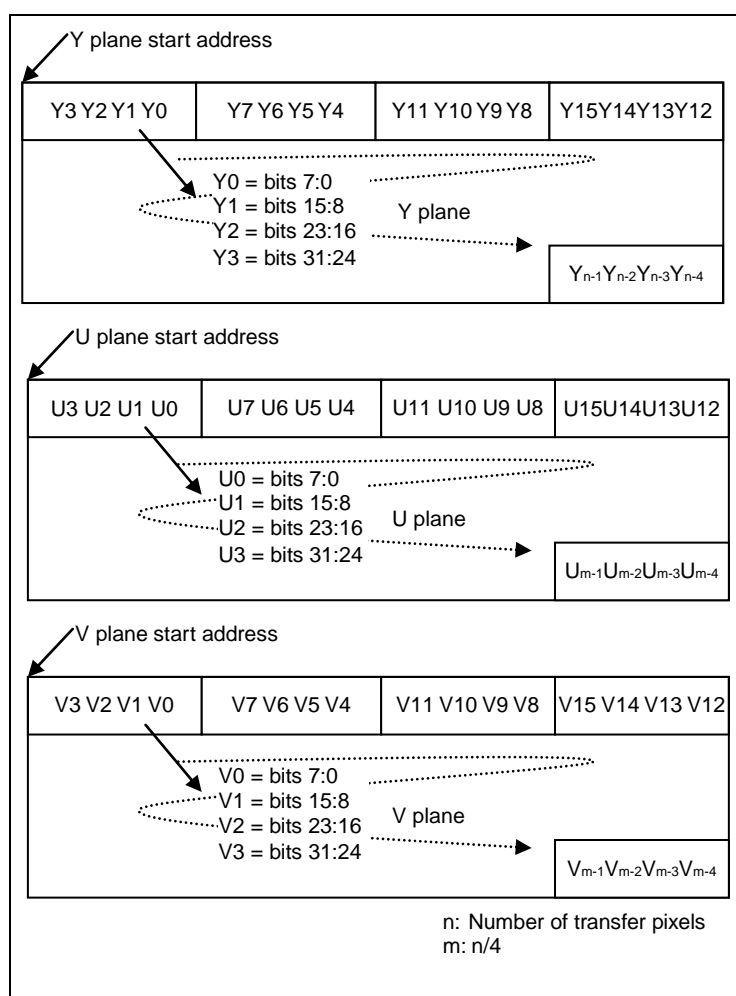 Y plane start address
Y3 Y2 Y1 Y0 Y7 Y6 Y5 Y4 Y11 Y10 Y9 Y8 Y15Y14Y13Y12
Y0 = bits 7:0
Y1 = bits 15:8
Y2 = bits 23:16
Y3 = bits 31:24
Y plane
Yn-1Yn-2Yn-3Yn-4
U plane start address
U3 U2 U1 U0 U7 U6 U5 U4 U11 U10 U9 U8 U15U14U13U12
U0 = bits 7:0
U1 = bits 15:8
U2 = bits 23:16
U3 = bits 31:24
U plane
Um-1Um-2Um-3Um-4
V plane start address
V3 V2 V1 V0 V7 V6 V5 V4 V11 V10 V9 V8 V15 V14 V13 V12
V0 = bits 7:0
V1 = bits 15:8
V2 = bits 23:16
V3 = bits 31:24
V plane
Vm-1Vm-2Vm-3Vm-4
n: Number of transfer pixels
m: n/4